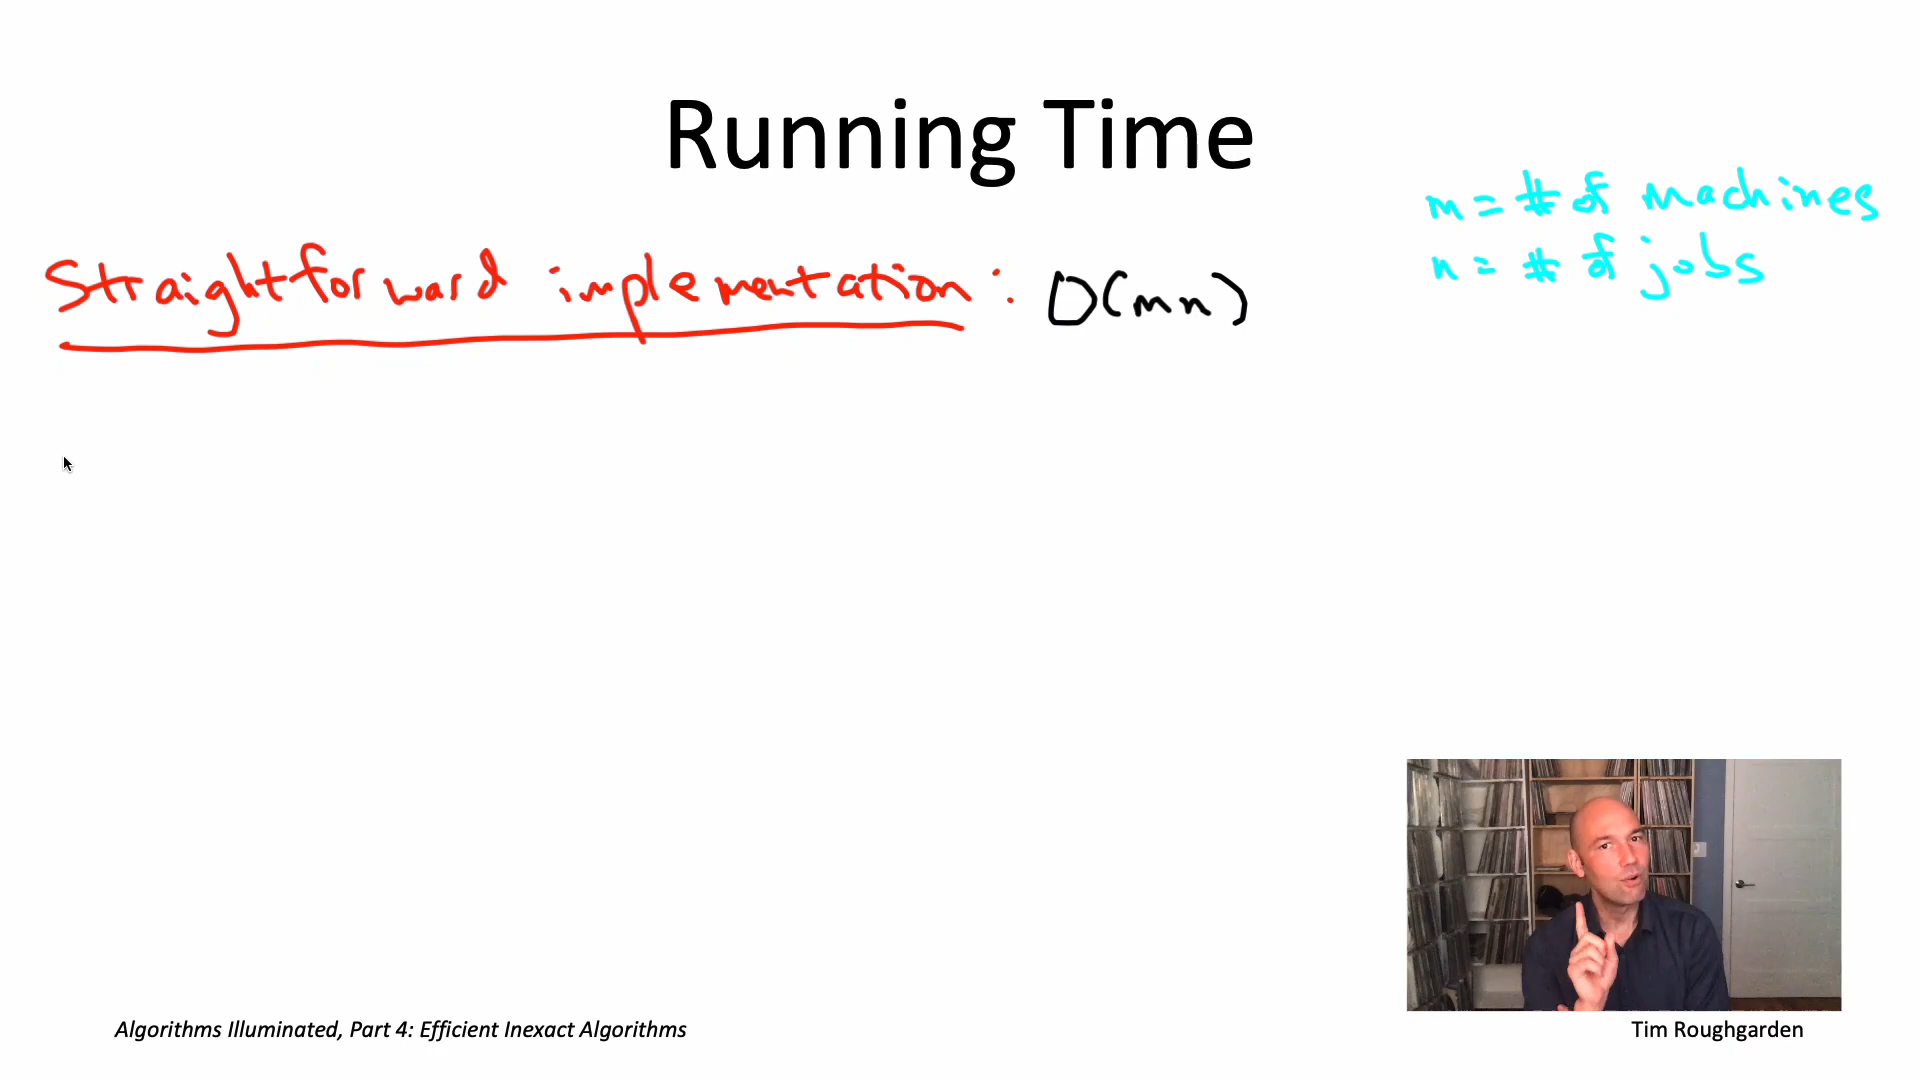 Running Time
m = # of machines
n = # of jobs
Straightforward implementation: O(mn)
Algorithms Illuminated, Part 4: Efficient Inexact Algorithms
Tim Roughgarden